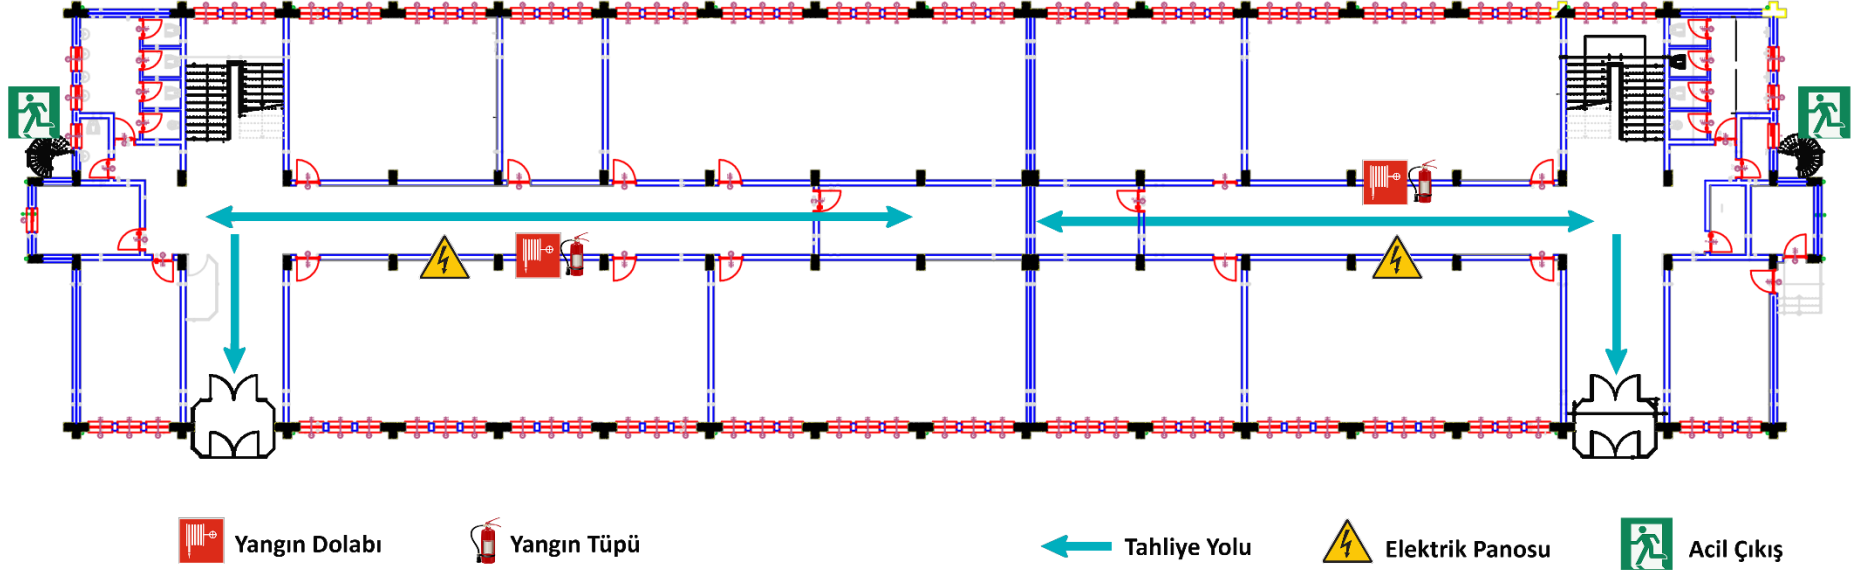 Yangın Dolabı
Yangın Tüpü
Tahliye Yolu
Elektrik Panosu
Acil Çıkış